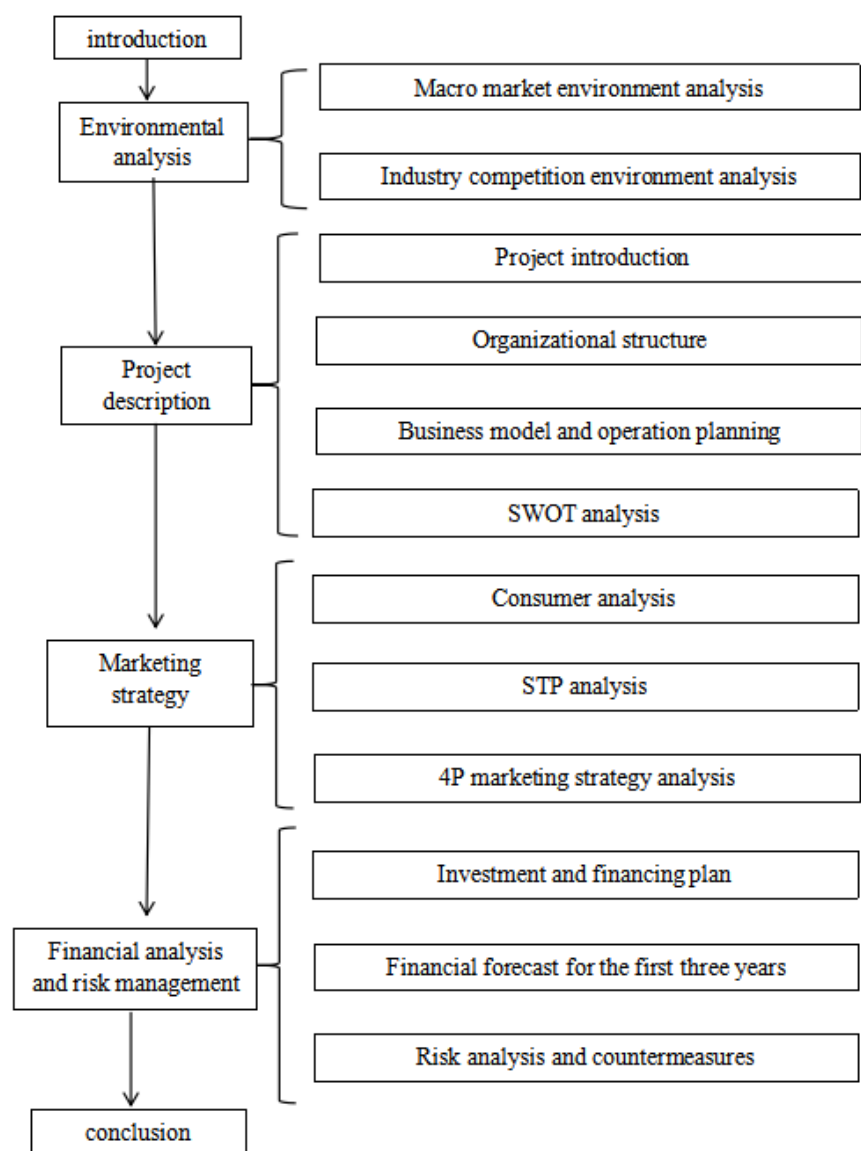 introduction
Environmental
analysis
Macro market environment analysis
Industry competition environment analysis
Project
description
Project introduction
Organizational structure
Business model and operation planning
SWOT analysis
Marketing
strategy
Consumer analysis
STP analysis
4P marketing strategy analysis
Financial analysis
and risk management
Investment and financing plan
Financial forecast for the first three years
Risk analysis and countermeasures
conclusion